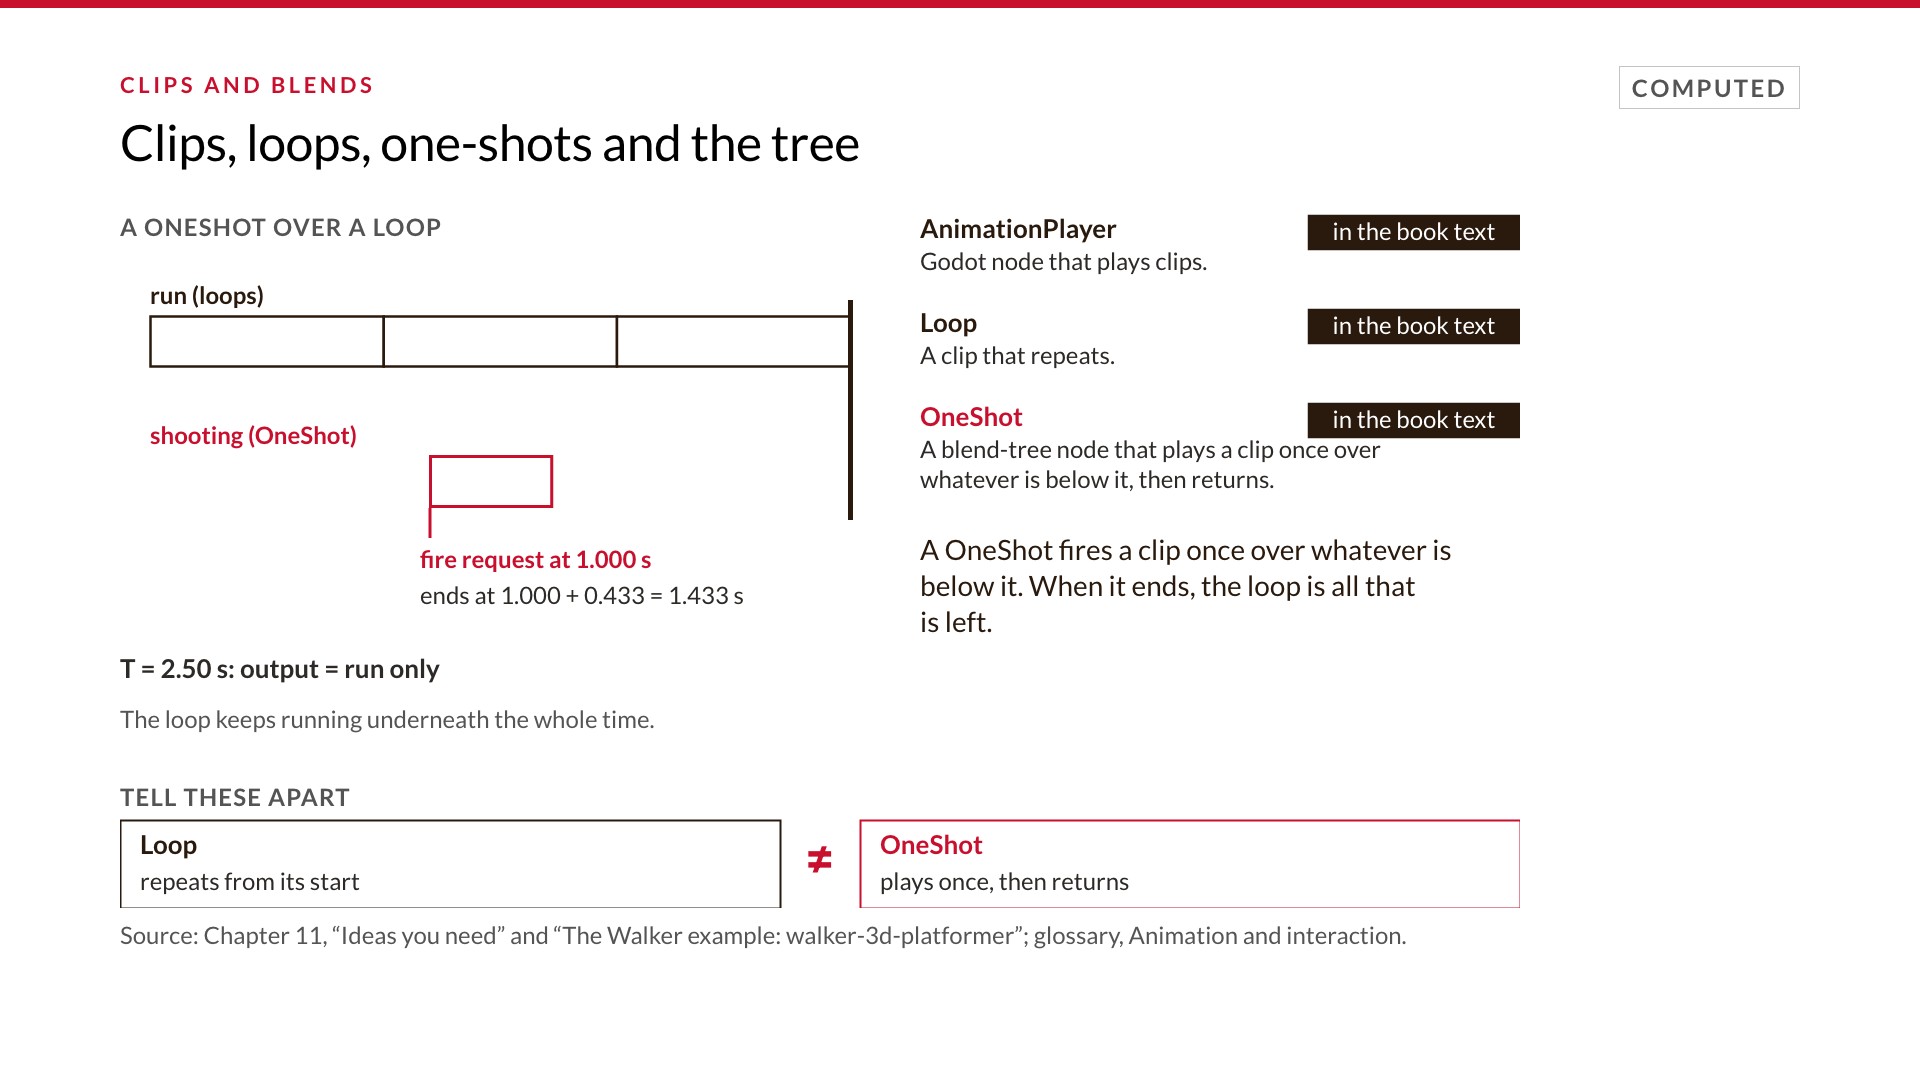 CLIPS AND BLENDS
COMPUTED
Clips, loops, one-shots and the tree
A ONESHOT OVER A LOOP
run (loops)
shooting (OneShot)
fire request at 1.000 s
ends at 1.000 + 0.433 = 1.433 s
T = 2.50 s: output = run only
The loop keeps running underneath the whole time.
AnimationPlayer
in the book text
Godot node that plays clips.
Loop
in the book text
A clip that repeats.
OneShot
in the book text
A blend-tree node that plays a clip once over
whatever is below it, then returns.
A OneShot fires a clip once over whatever is
below it. When it ends, the loop is all that
is left.
TELL THESE APART
Loop
repeats from its start
≠
OneShot
plays once, then returns
Source: Chapter 11, “Ideas you need” and “The Walker example: walker-3d-platformer”; glossary, Animation and interaction.